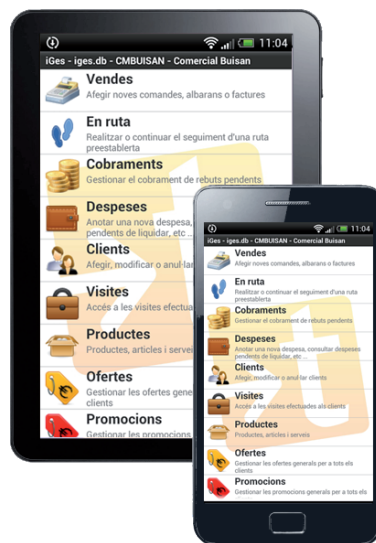 11:04
iGes - iges.db - CMBUISAN - Comercial Buisan
Vendes
Afegir noves comandes, albarans o factures
En ruta
Realitzar o continuar el seguiment d'una ruta
preestablerta
Cobraments
Gestionar el cobrament de rebuts pendents
Despeses
Anotar una nova despesa,
pendents de liquidar, etc ...
Clients
Afegir, modificar o anul·lar
Visites
Accés a les visites efectua
Productes
Productes, articles i servei
Ofertes
Gestionar les ofertes gene
clients
Promocions
Gestionar les promocions
11:04
iGes - iges.db - CMBUISAN - Comercial Buisan
Vendes
Afegir noves comandes, albarans o factures
En ruta
Realitzar o continuar el seguiment d'una ruta
preestablerta
Cobraments
Gestionar el cobrament de rebuts pendents
Despeses
Anotar una nova despesa, consultar despeses
pendents de liquidar, etc ...
Clients
Afegir, modificar o anul·lar clients
Visites
Accés a les visites efectuades als clients
Productes
Productes, articles i serveis
Ofertes
Gestionar les ofertes generals per a tots els
clients
Promocions
Gestionar les promocions generals per a tots els